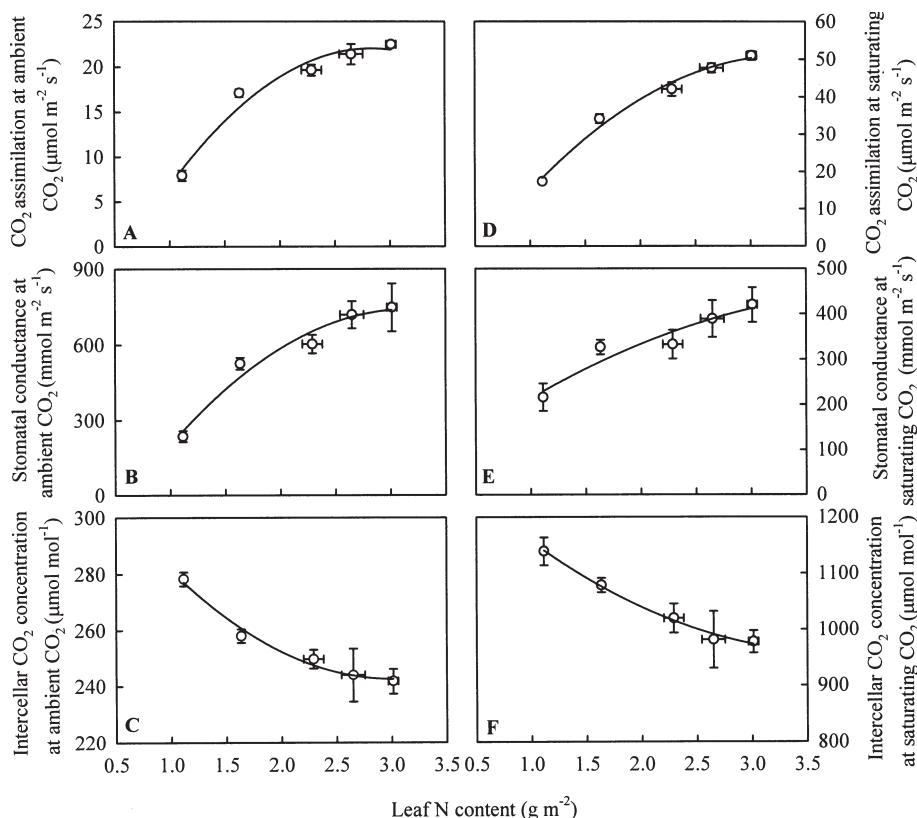 CO₂ assimilation at ambient
CO₂ (μmol m⁻² s⁻¹)
25
20
15
10
5
0
A
60
50
40
30
20
10
0
D
CO₂ assimilation at saturating
CO₂ (μmol m⁻² s⁻¹)
Stomatal conductance at
ambient CO₂ (mmol m⁻² s⁻¹)
900
600
300
0
B
500
400
300
200
100
0
E
Stomatal conductance at
saturating CO₂ (mmol m⁻² s⁻¹)
Intercellar CO₂ concentration
at ambient CO₂ (μmol mol⁻¹)
300
280
260
240
220
C
1200
1100
1000
900
800
F
Intercellar CO₂ concentration
at saturating CO₂ (μmol mol⁻¹)
0.5 1.0 1.5 2.0 2.5 3.0 0.5 1.0 1.5 2.0 2.5 3.0 3.5
Leaf N content (g m⁻²)